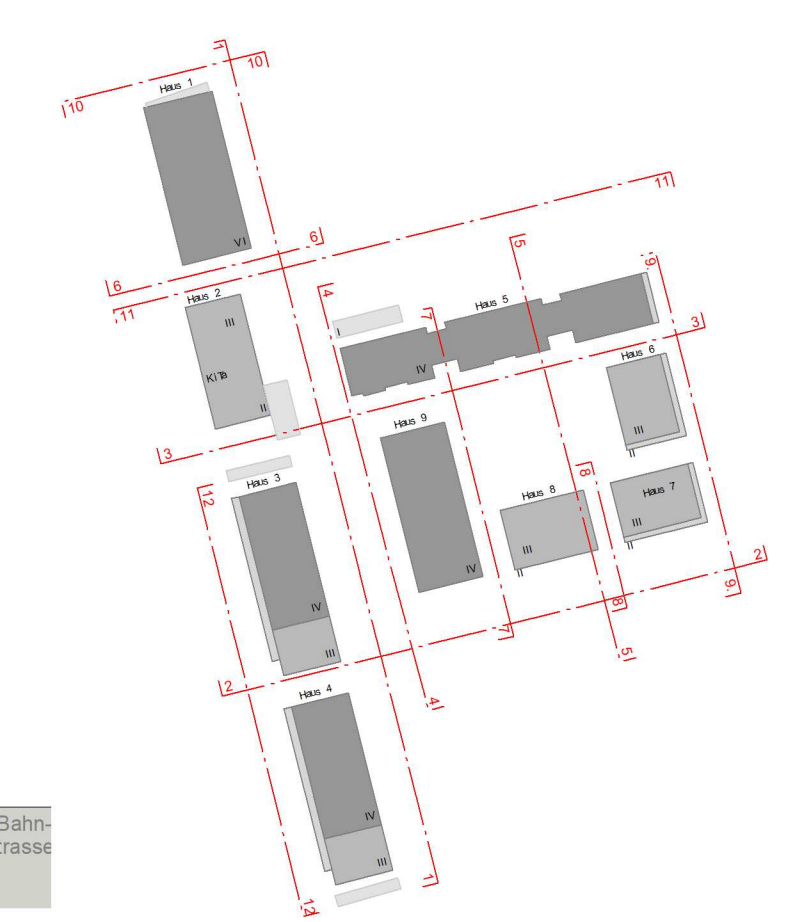 1
10
10
Haus 1
VI
11
6
5
6
9.
Haus 2
4
11
III
Haus 5
7
3
I
Haus 6
IV
KiTa
II
Haus 9
III
3
II
12
Haus 3
8
Haus 7
Haus 8
III
II
III
2
IV
II
9.
IV
8
7
III
5
2
Haus 4
4
IV
Bahn-
trasse
III
1
12